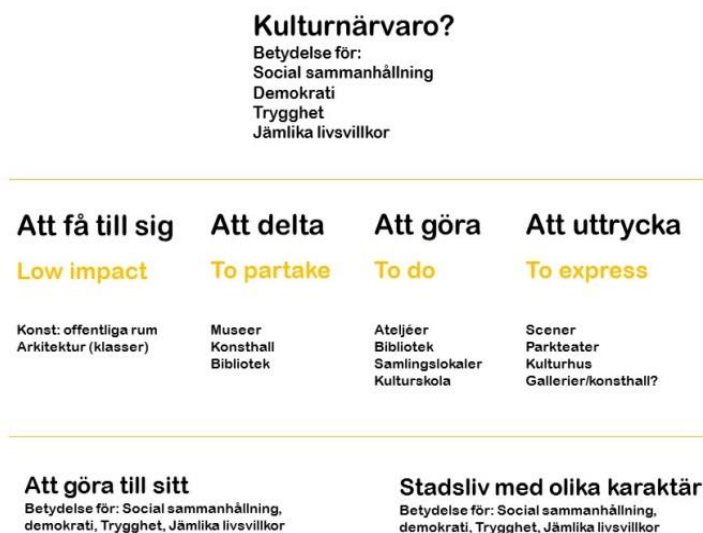 Kulturnärvaro?
Betydelse för:
Social sammanhållning
Demokrati
Trygghet
Jämlika livsvillkor
Att få till sig
Low impact
Konst: offentliga rum
Arkitektur (klasser)
Att delta
To partake
Museer
Konsthall
Bibliotek
Att göra
To do
Ateljéer
Bibliotek
Samlingslokaler
Kulturskola
Att uttrycka
To express
Scener
Parkteater
Kulturhus
Gallerier/konsthall?
Att göra till sitt
Betydelse för: Social sammanhållning,
demokrati, Trygghet, Jämlika livsvillkor
Stadsliv med olika karaktär
Betydelse för: Social sammanhållning,
demokrati, Trygghet, Jämlika livsvillkor